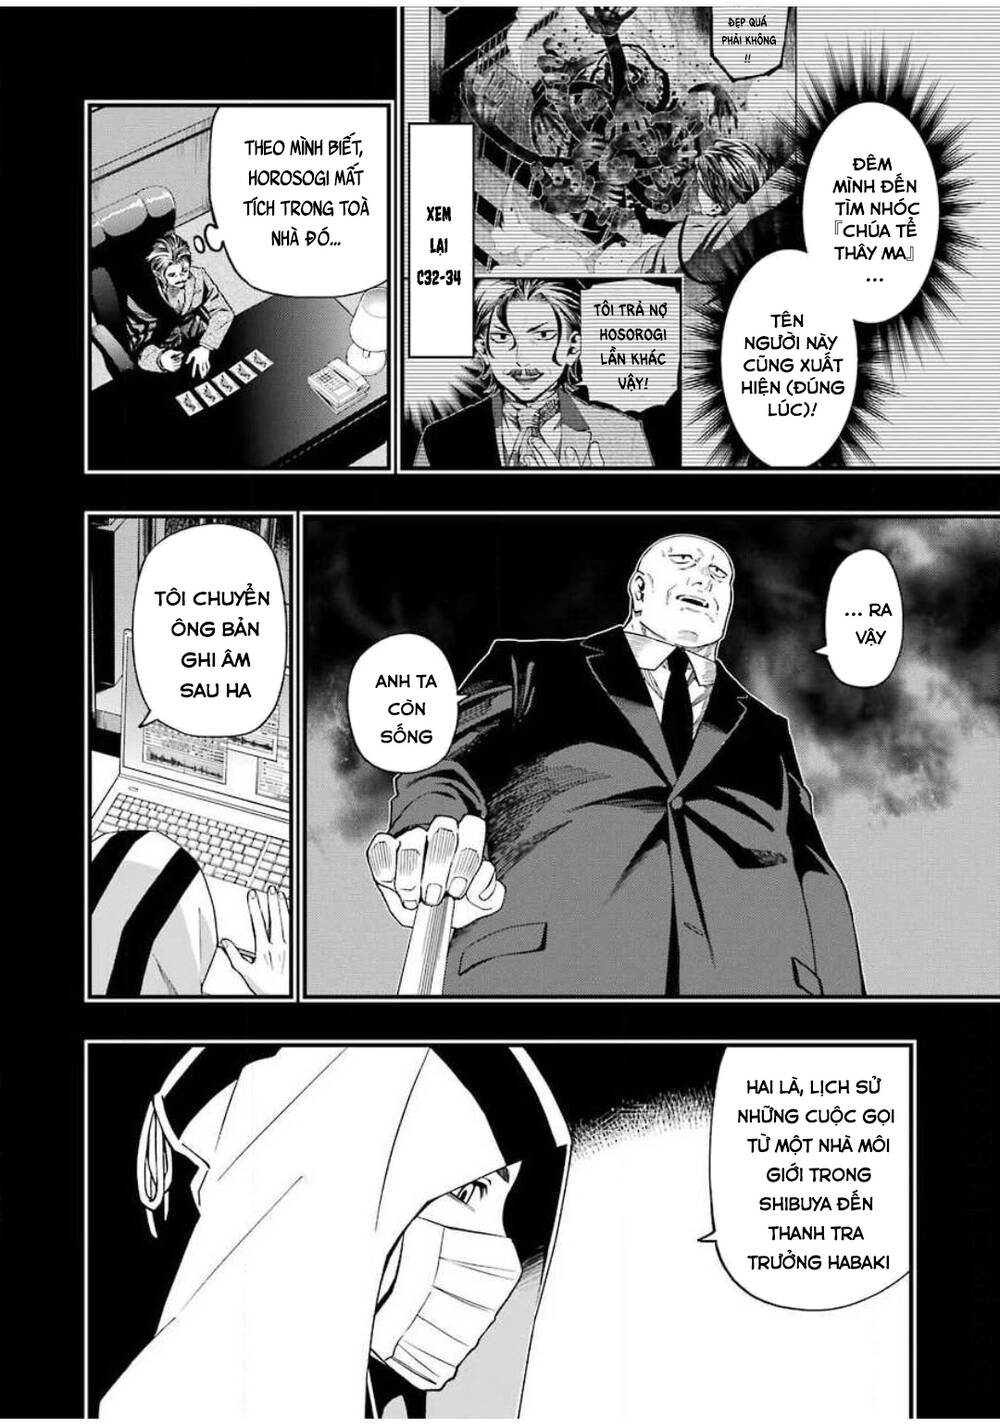 ĐẸP QUÁ
PHẢI KHÔNG
!!
ĐÊM
MÌNH ĐẾN
TÌM NHÓC
『CHÚA TỂ
THÂY MA』
...
TÊN
NGƯỜI NÀY
CŨNG XUẤT
HIỆN (ĐÚNG
LÚC)!
TÔI TRẢ NỢ
HOSOROGI
LẦN KHÁC
VẬY!
XEM
LẠI
C32-34
THEO MÌNH BIẾT,
HOROSOGI MẤT
TÍCH TRONG TOÀ
NHÀ ĐÓ...
... RA
VẬY
ANH TA
CÒN
SỐNG
TÔI CHUYỂN
ÔNG BẢN
GHI ÂM
SAU HA
HAI LÀ, LỊCH SỬ
NHỮNG CUỘC GỌI
TỪ MỘT NHÀ MÔI
GIỚI TRONG
SHIBUYA ĐẾN
THANH TRA
TRƯỞNG HABAKI